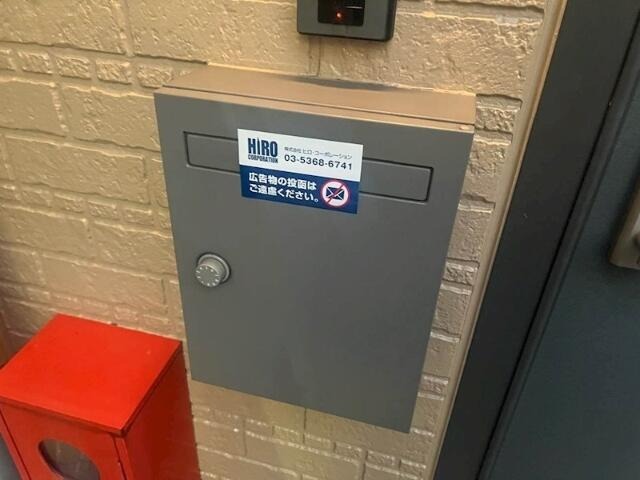 HiRO
CORPORATION
株式会社 ヒロ・コーポレーション
03-5368-6741
広告物の投函は
ご遠慮ください。